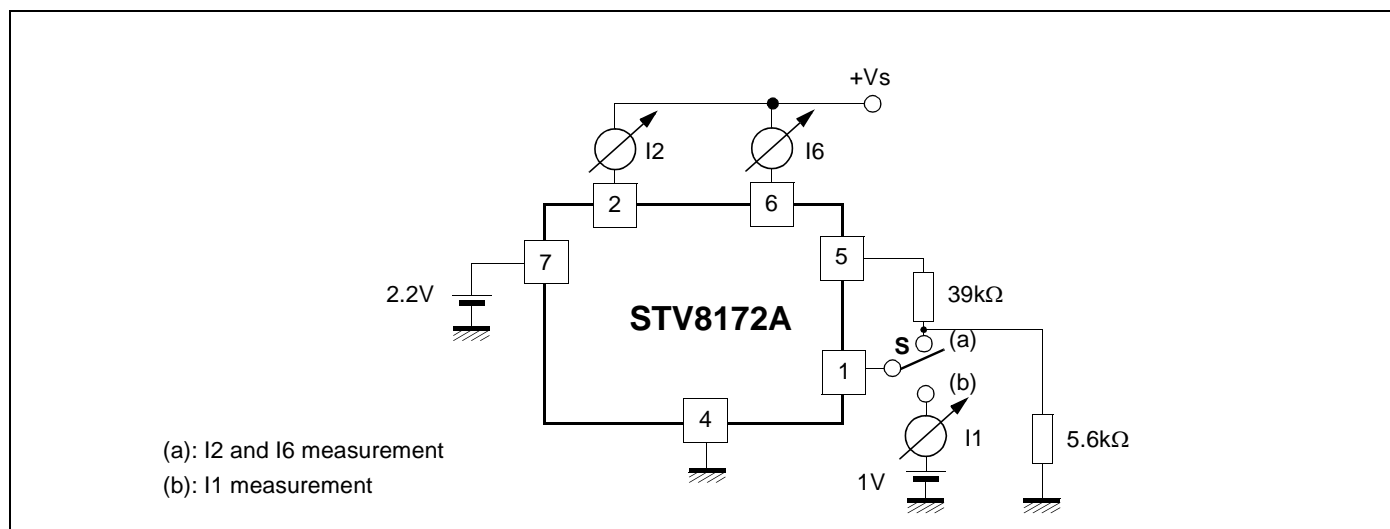 +Vs
I2
I6
2
6
7
5
2.2V
39kΩ
STV8172A
S
(a)
1
(b)
4
I1
5.6kΩ
1V
(a): I2 and I6 measurement
(b): I1 measurement